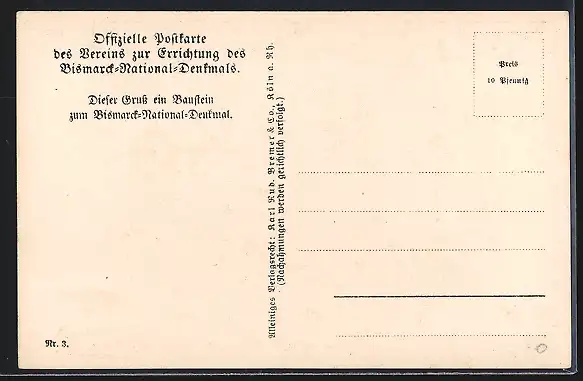 Offizielle Postkarte
des Vereins zur Errichtung des
Bismarck-National-Denkmals.
Dieser Gruß ein Baustein
zum Bismarck-National-Denkmal.
Nr. 3.
Alleiniges Verlagsrecht: Karl Rud. Bremer & Co., Köln a. Rh.
(Nachahmungen werden gerichtlich verfolgt.)
Preis
10 Pfennig